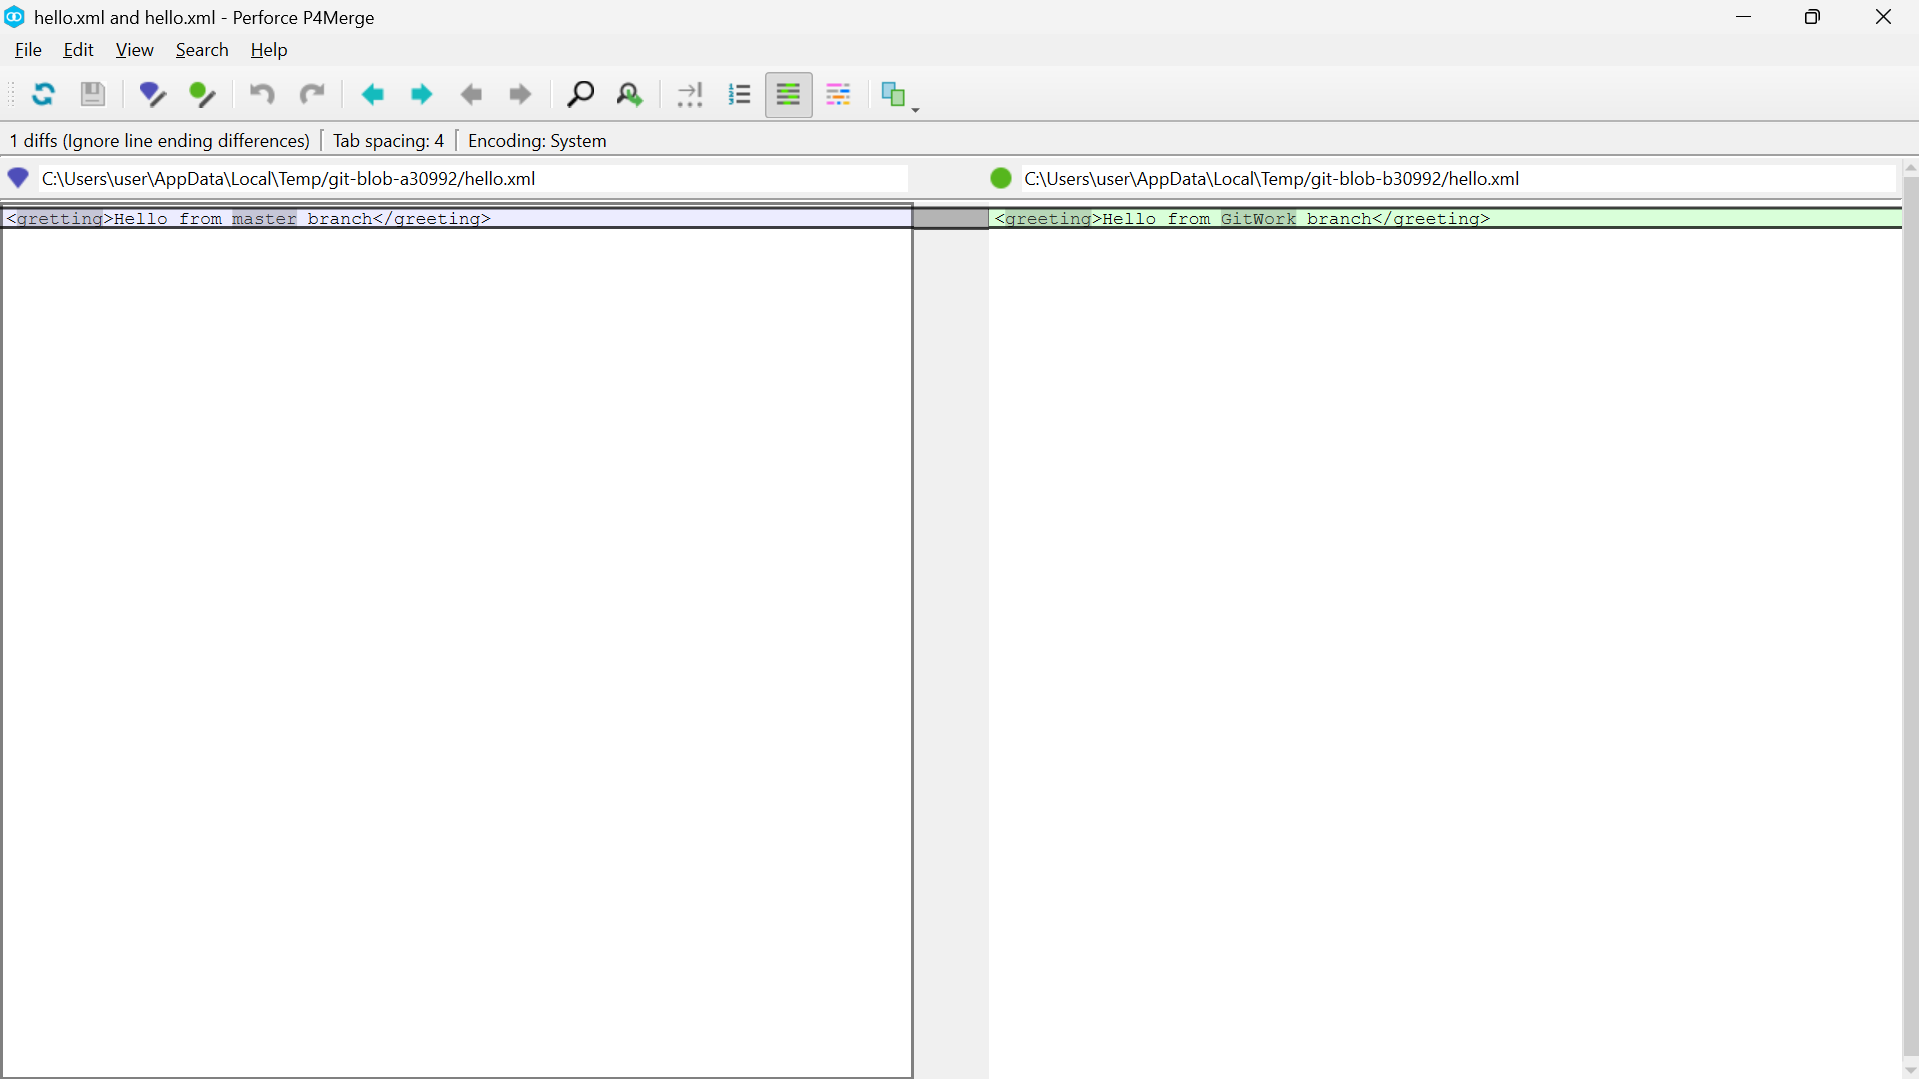 hello.xml and hello.xml - Perforce P4Merge
File Edit View Search Help
1 diffs (Ignore line ending differences) Tab spacing: 4 Encoding: System
C:\Users\user\AppData\Local\Temp/git-blob-a30992/hello.xml C:\Users\user\AppData\Local\Temp/git-blob-b30992/hello.xml
<gretting>Hello from master branch</greeting> <greeting>Hello from GitWork branch</greeting>